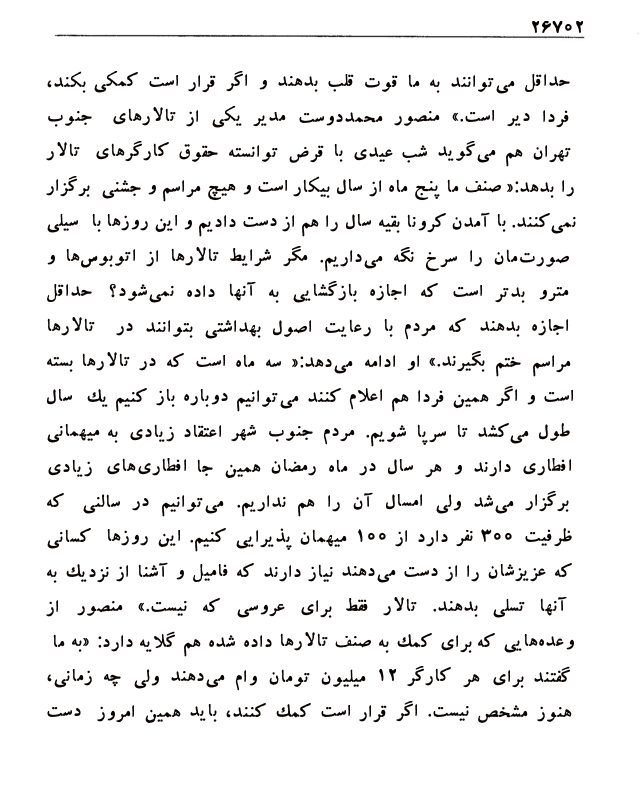 ۲۶۷۰۲
حداقل می‌توانند به ما قوت قلب بدهند و اگر قرار است کمکی بکند،
فردا دیر است.» منصور محمددوست مدیر یکی از تالارهای جنوب
تهران هم می‌گوید شب عیدی با قرض توانسته حقوق کارگرهای تالار
را بدهد:« صنف ما پنج ماه از سال بیکار است و هیچ مراسم و جشنی برگزار
نمی‌کنند. با آمدن کرونا بقیه سال را هم از دست دادیم و این روزها با سیلی
صورت‌مان را سرخ نگه می‌داریم. مگر شرایط تالارها از اتوبوس‌ها و
مترو بدتر است که اجازه بازگشایی به آنها داده نمی‌شود؟ حداقل
اجازه بدهند که مردم با رعایت اصول بهداشتی بتوانند در تالارها
مراسم ختم بگیرند.» او ادامه می‌دهد:« سه ماه است که در تالارها بسته
است و اگر همین فردا هم اعلام کنند می‌توانیم دوباره باز کنیم یك سال
طول می‌کشد تا سرپا شویم. مردم جنوب شهر اعتقاد زیادی به میهمانی
افطاری دارند و هر سال در ماه رمضان همین جا افطاری‌های زیادی
برگزار می‌شد ولی امسال آن را هم نداریم. می‌توانیم در سالنی که
ظرفیت ۳۰۰ نفر دارد از ۱۰۰ میهمان پذیرایی کنیم. این روزها کسانی
که عزیزشان را از دست می‌دهند نیاز دارند که فامیل و آشنا از نزدیك به
آنها تسلی بدهند. تالار فقط برای عروسی که نیست.» منصور از
وعده‌هایی که برای کمك به صنف تالارها داده شده هم گلایه دارد: «به ما
گفتند برای هر کارگر ۱۲ میلیون تومان وام می‌دهند ولی چه زمانی،
هنوز مشخص نیست. اگر قرار است کمك کنند، باید همین امروز دست